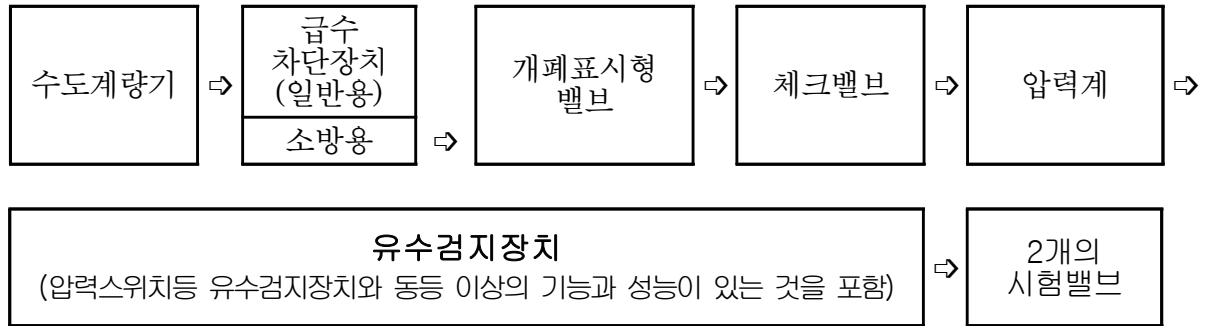 수도계량기
⇨
급수
차단장치
(일반용)
소방용
⇨
개폐표시형
밸브
⇨
체크밸브
⇨
압력계
⇨
유수검지장치
(압력스위치등 유수검지장치와 동등 이상의 기능과 성능이 있는 것을 포함)
⇨
2개의
시험밸브